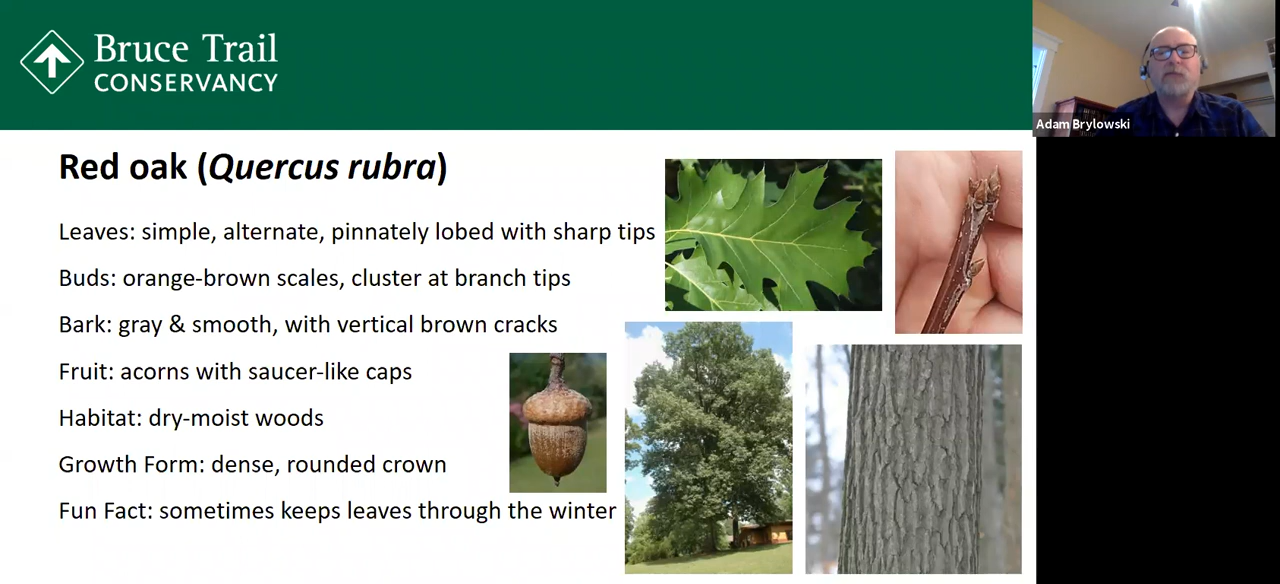 Bruce Trail
CONSERVANCY
Adam Brylowski
Red oak (Quercus rubra)
Leaves: simple, alternate, pinnately lobed with sharp tips
Buds: orange-brown scales, cluster at branch tips
Bark: gray & smooth, with vertical brown cracks
Fruit: acorns with saucer-like caps
Habitat: dry-moist woods
Growth Form: dense, rounded crown
Fun Fact: sometimes keeps leaves through the winter